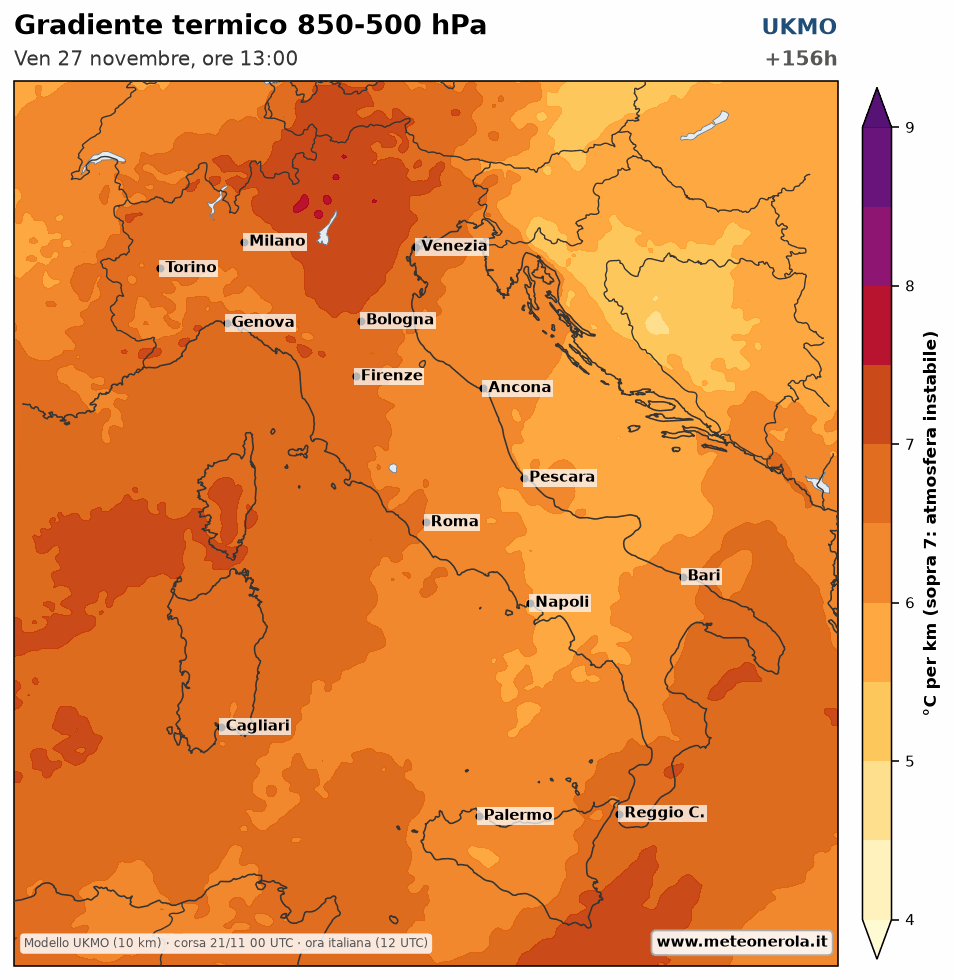 Gradiente termico 850-500 hPa
UKMO
Ven 27 novembre, ore 13:00
+156h
Milano
Venezia
Torino
Genova
Bologna
Firenze
Ancona
Pescara
Roma
Bari
Napoli
Cagliari
Palermo
Reggio C.
9
8
7
6
5
4
°C per km (sopra 7: atmosfera instabile)
Modello UKMO (10 km) · corsa 21/11 00 UTC · ora italiana (12 UTC)
www.meteonerola.it